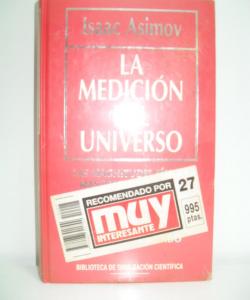 Isaac Asimov
LA
MEDICIÓN
UNIVERSO
RECOMENDADO POR
27
muy
INTERESANTE
995
ptas.
BIBLIOTECA DE DIVULGACIÓN CIENTÍFICA